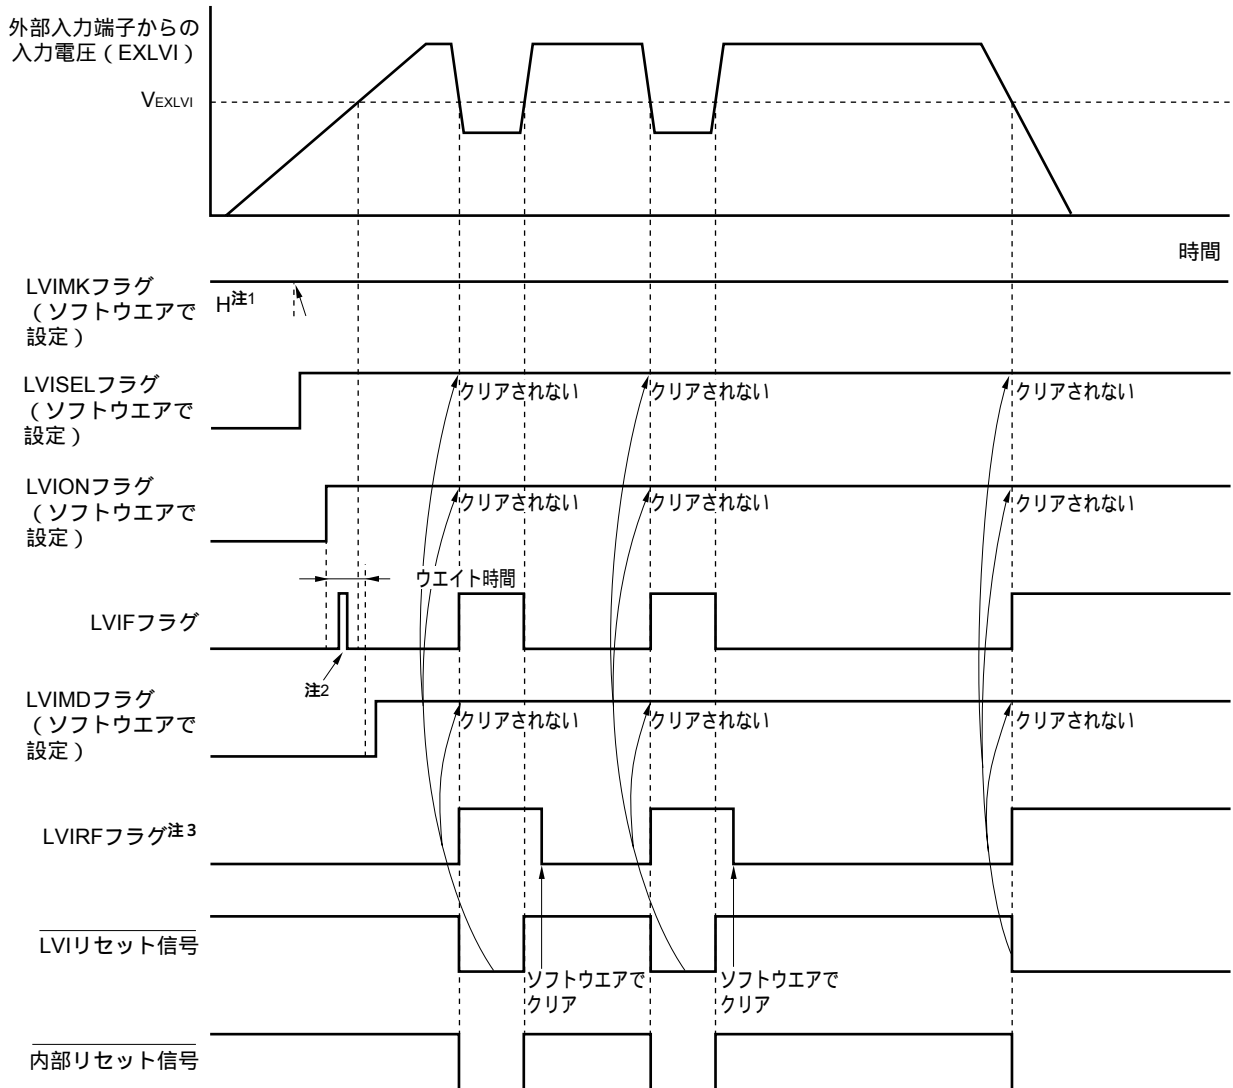 外部入力端子からの
入力電圧（EXLVI）
VEXLVI
時間
LVIMKフラグ
（ソフトウエアで
設定）
H注1
LVISELフラグ
（ソフトウエアで
設定）
クリアされない
クリアされない
クリアされない
LVIONフラグ
（ソフトウエアで
設定）
クリアされない
クリアされない
クリアされない
ウエイト時間
LVIFフラグ
注2
LVIMDフラグ
（ソフトウエアで
設定）
クリアされない
クリアされない
クリアされない
LVIRFフラグ注3
LVIリセット信号
ソフトウエアで
クリア
ソフトウエアで
クリア
内部リセット信号